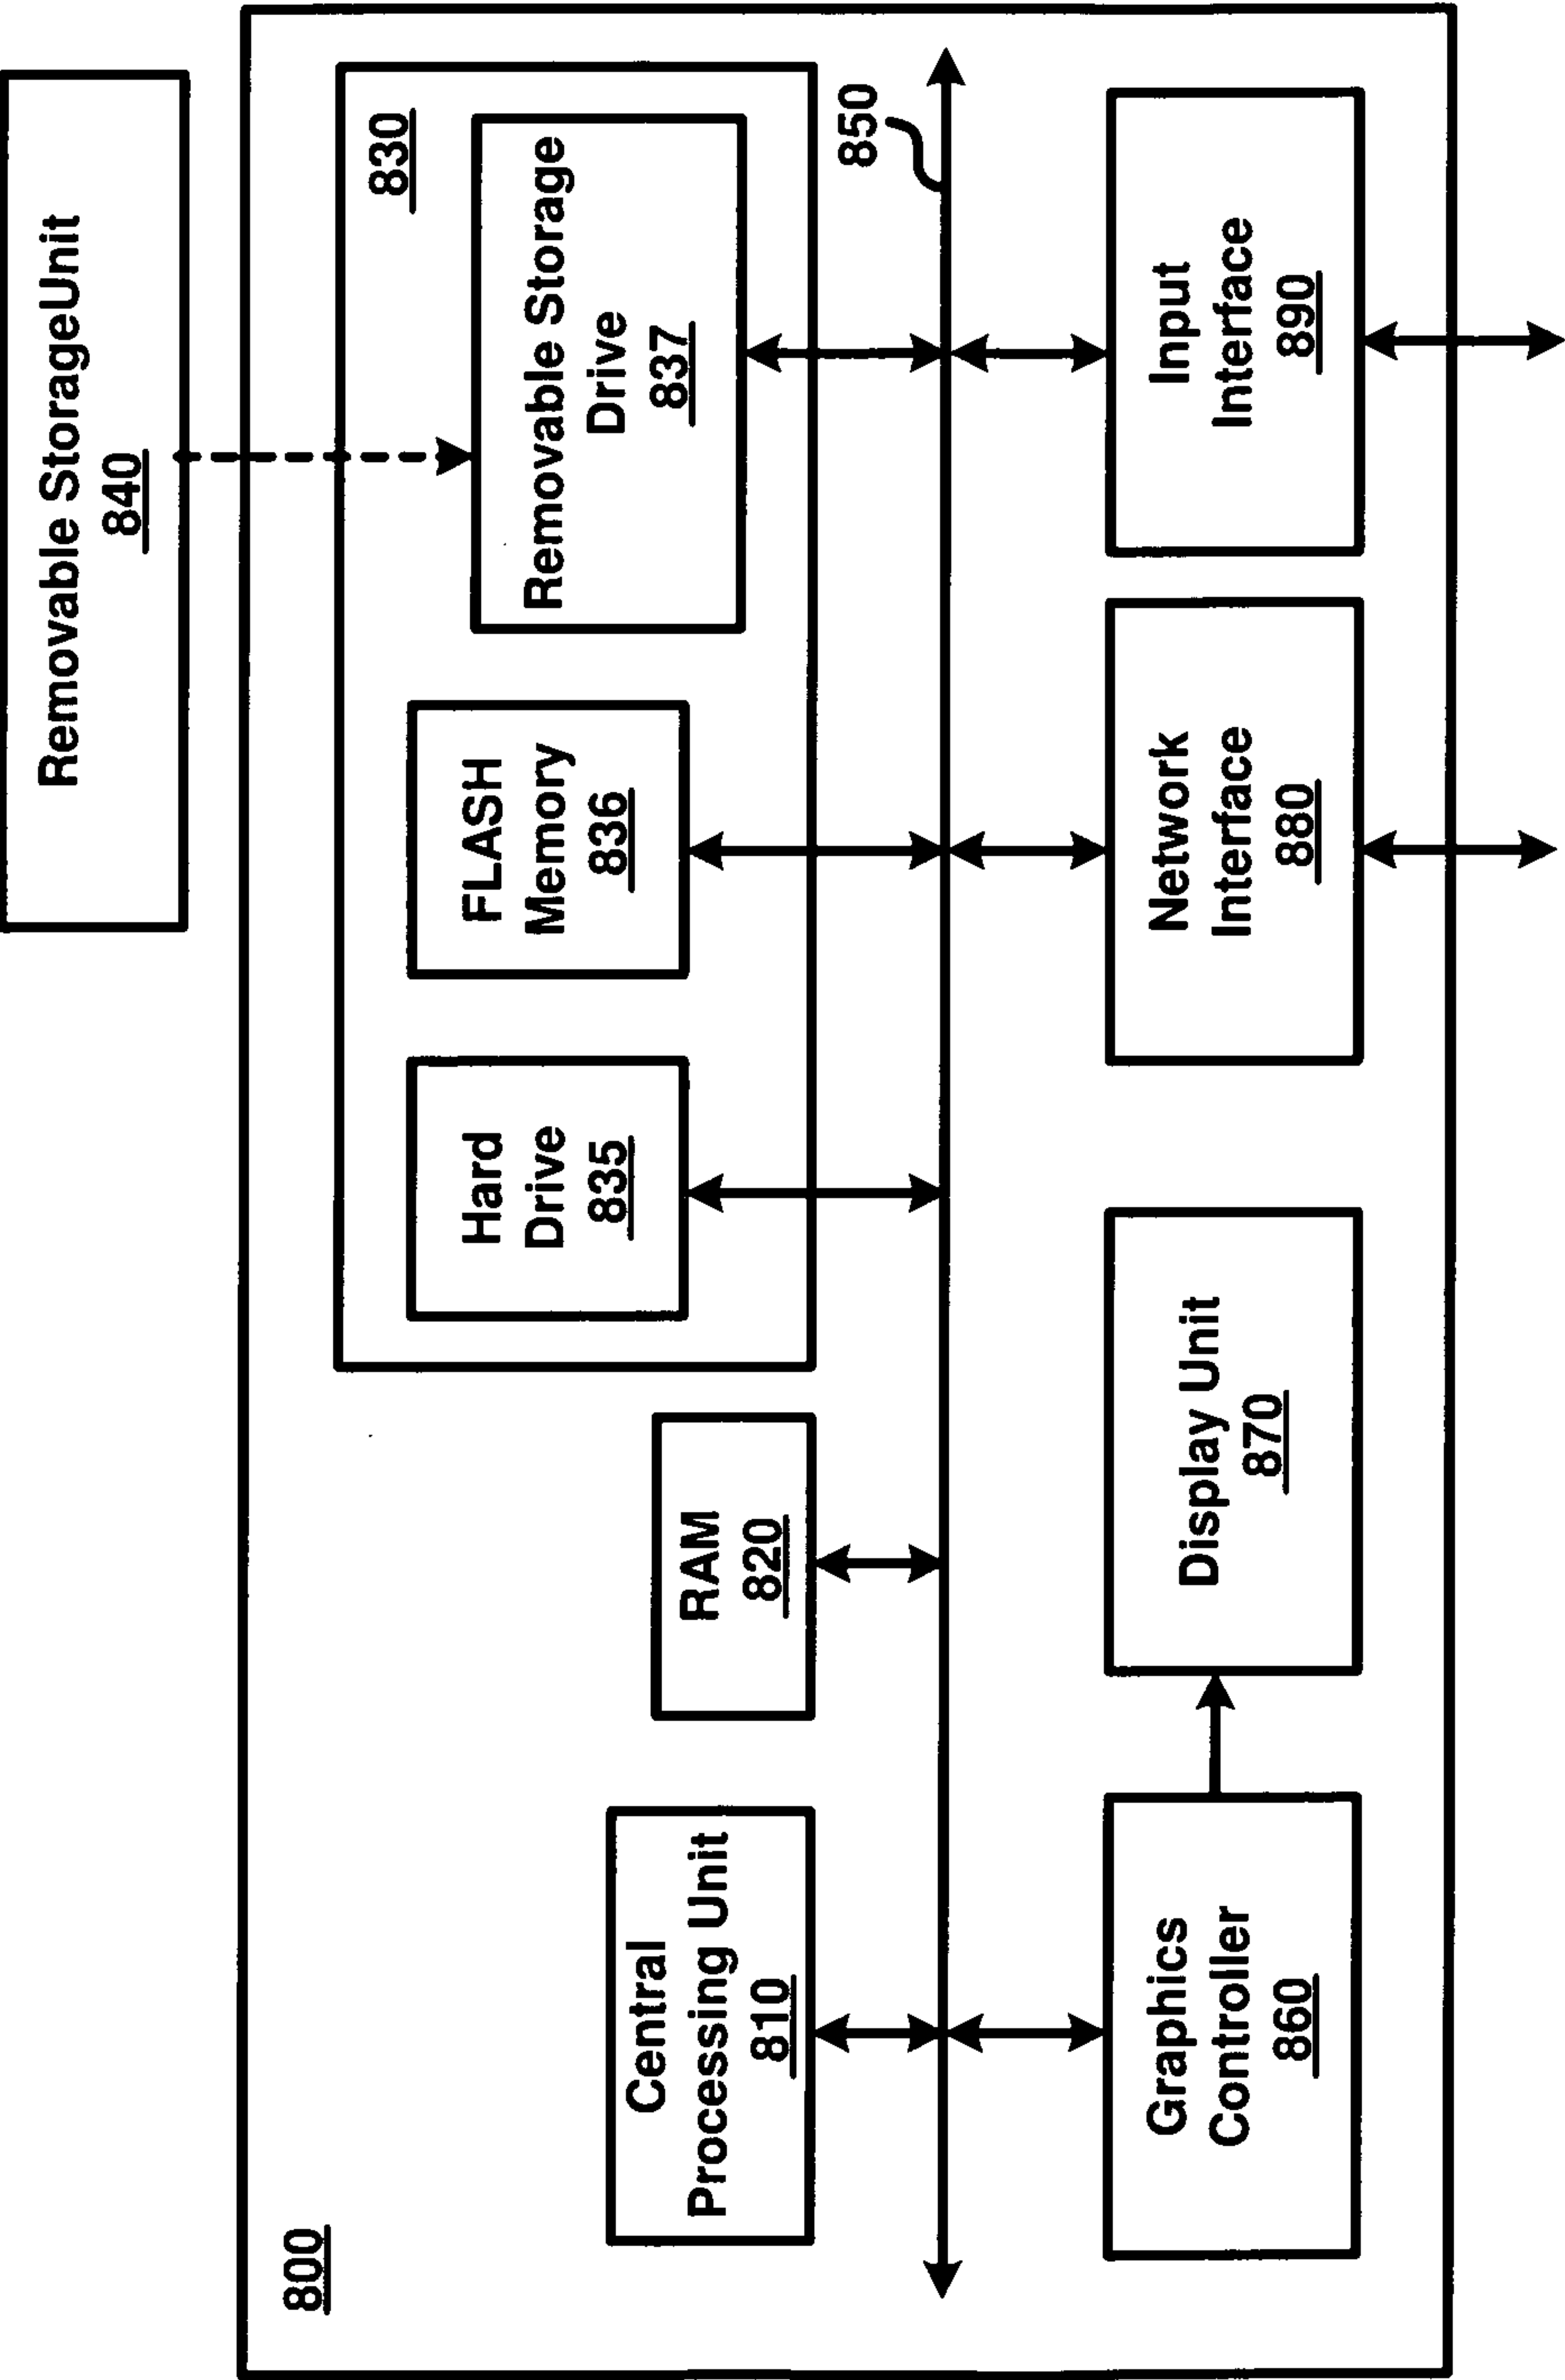 Removable StorageUnit
840
800
830
Central
Processing Unit
810
RAM
820
Hard
Drive
835
FLASH
Memory
836
Removable Storage
Drive
837
850
Graphics
Controller
860
Display Unit
870
Network
Interface
880
Input
Interface
890